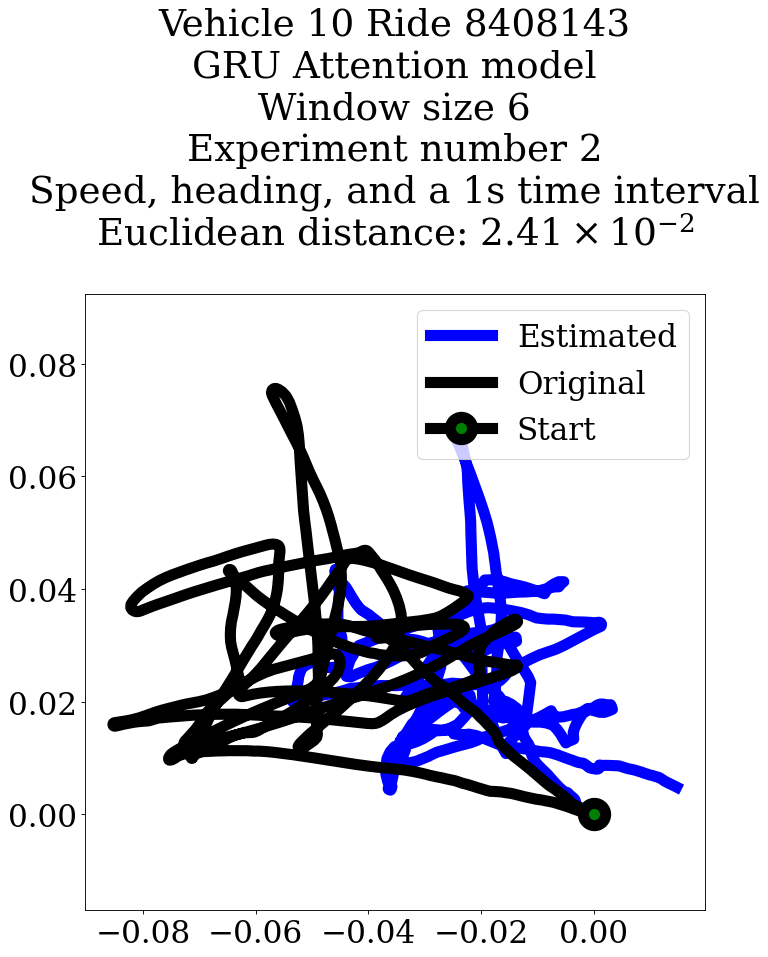 Vehicle 10 Ride 8408143
GRU Attention model
Window size 6
Experiment number 2
Speed, heading, and a 1s time interval
Euclidean distance: 2.41 × 10⁻²
Estimated
Original
Start
0.08
0.06
0.04
0.02
0.00
−0.08 −0.06 −0.04 −0.02 0.00